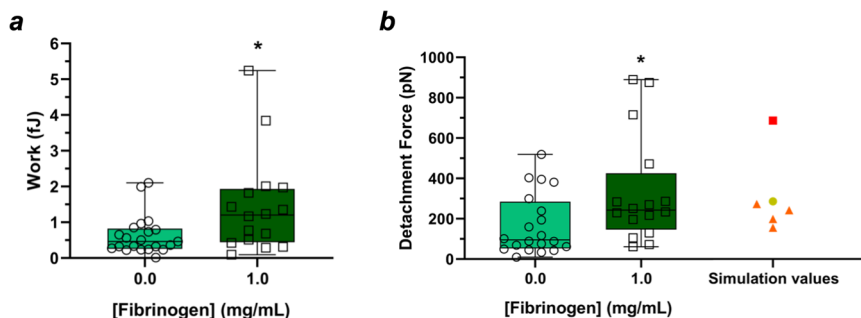 a
b
6
5
4
3
2
1
0
Work (fJ)
*
0.0
1.0
[Fibrinogen] (mg/mL)
1000
800
600
400
200
0
Detachment Force (pN)
*
0.0
1.0
Simulation values
[Fibrinogen] (mg/mL)